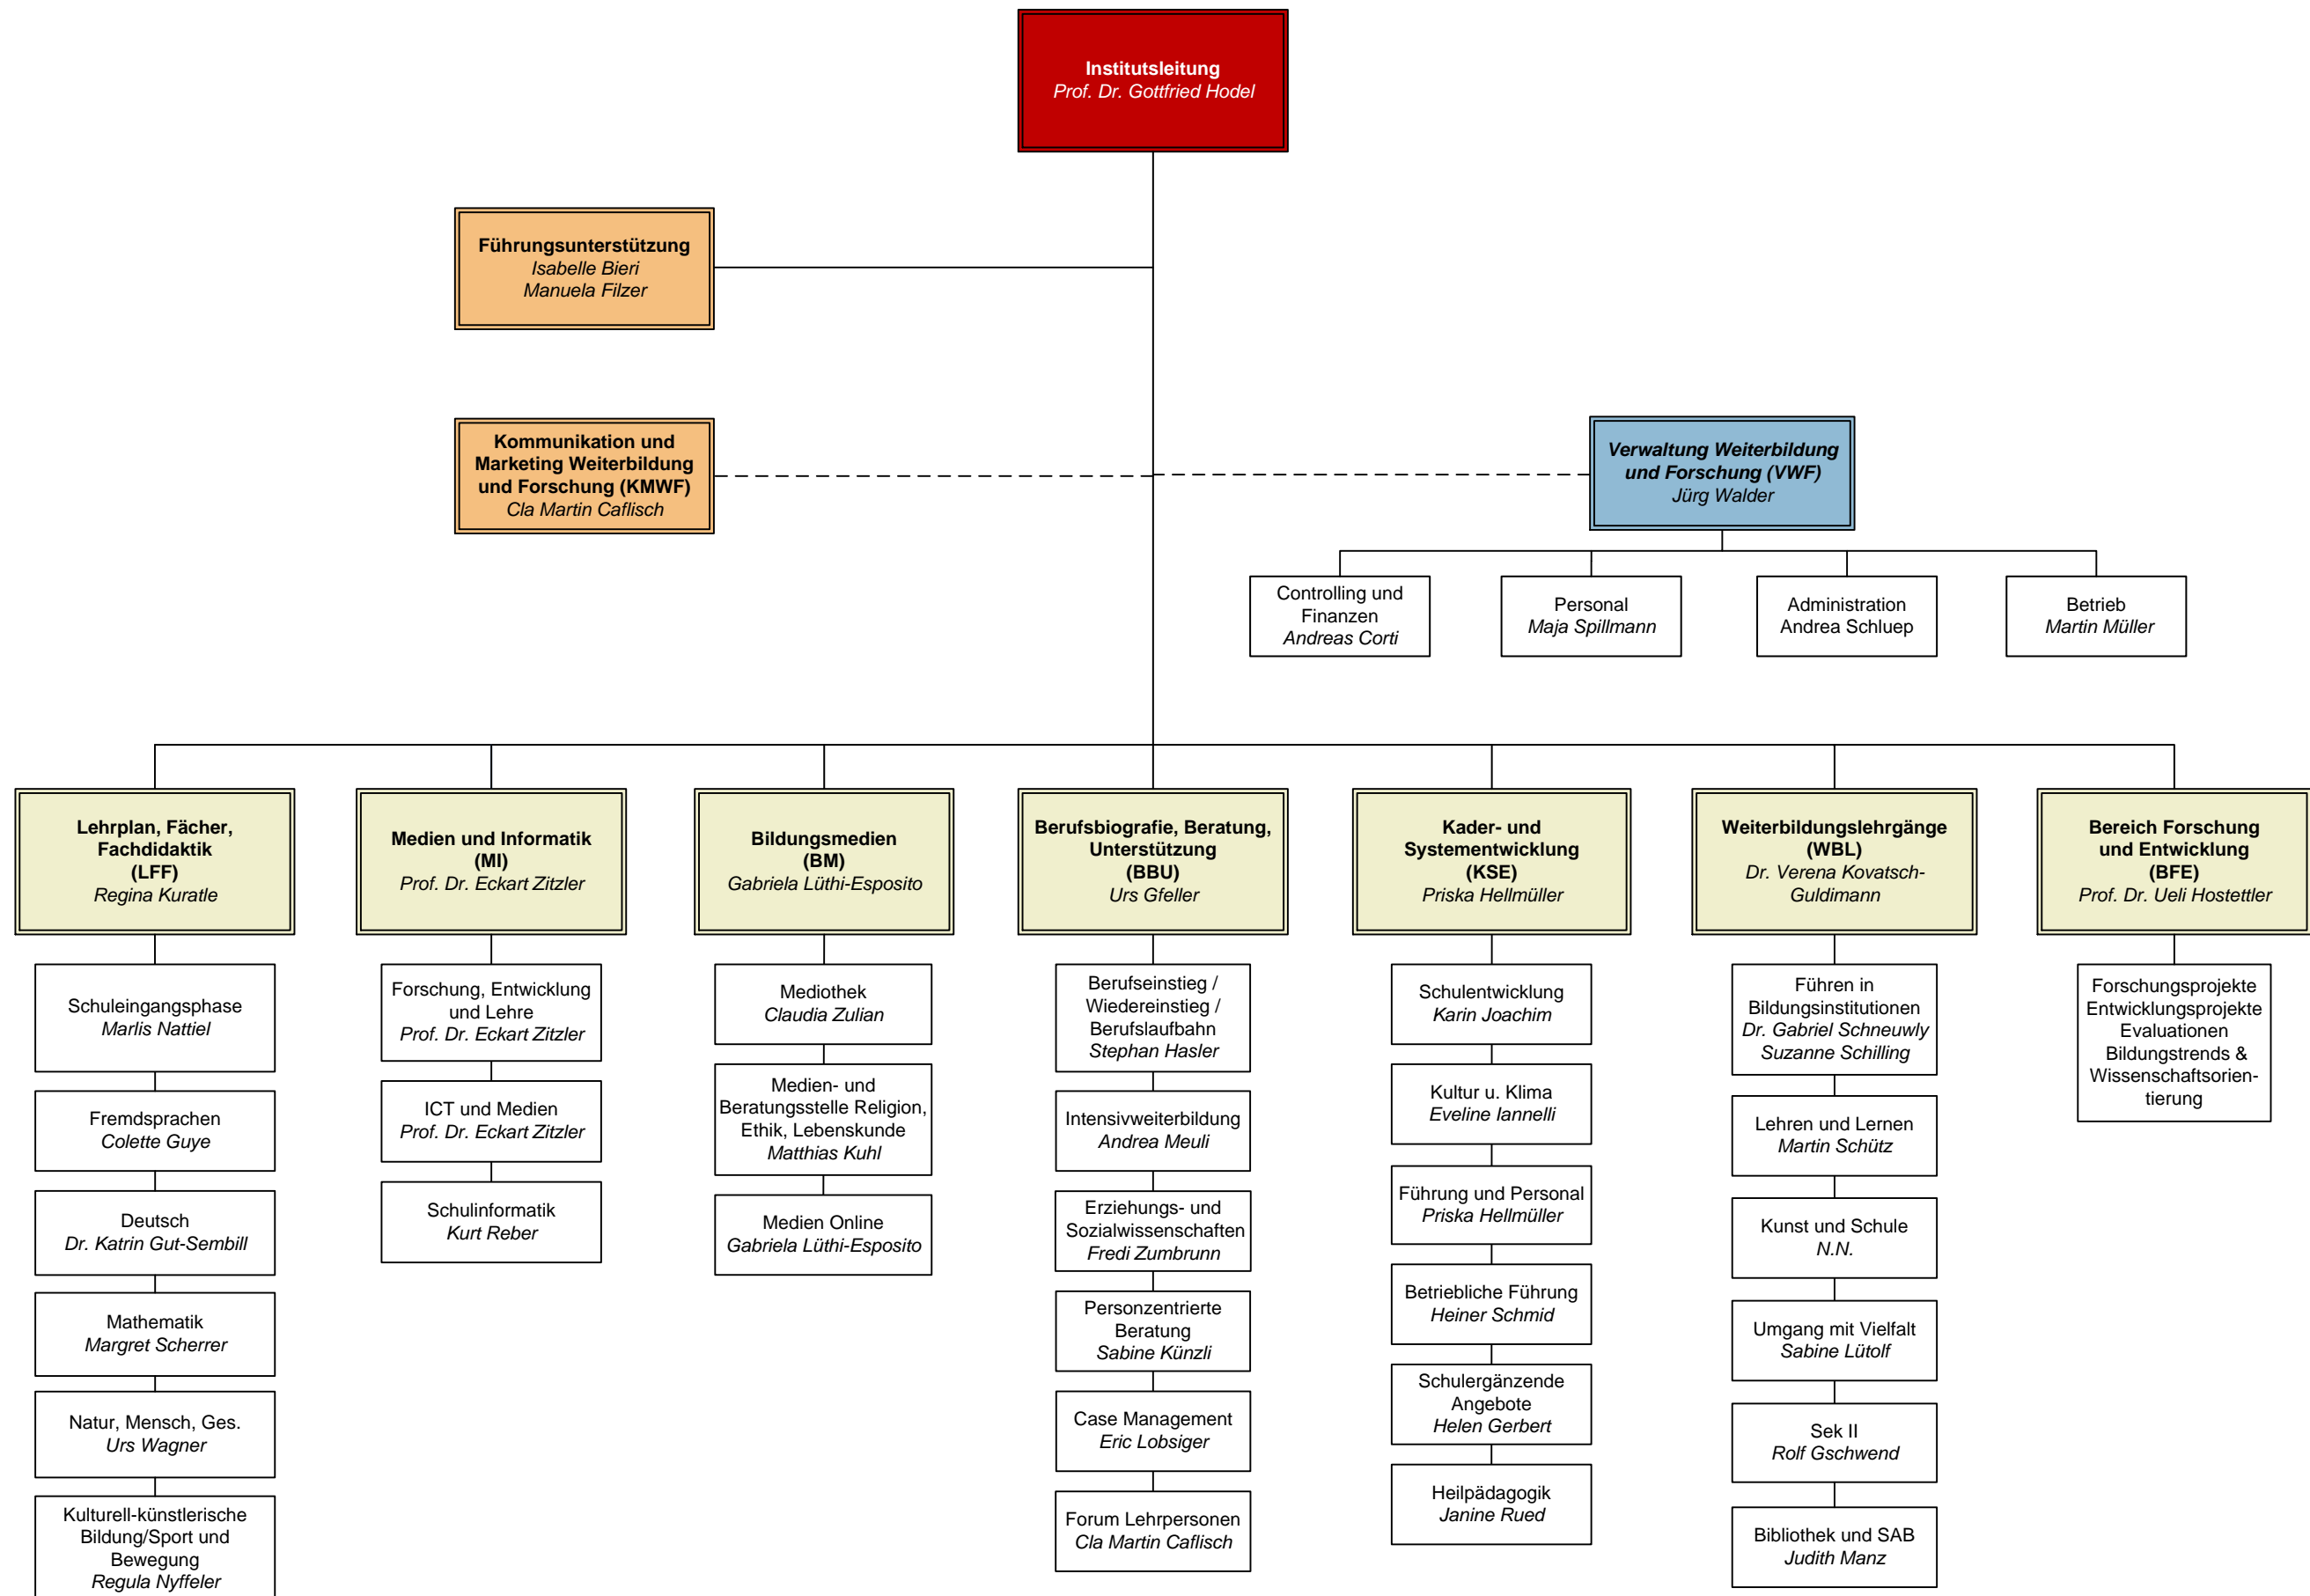 Institutsleitung
Prof. Dr. Gottfried Hodel
Führungsunterstützung
Isabelle Bieri
Manuela Filzer
Kommunikation und
Marketing Weiterbildung
und Forschung (KMWF)
Cla Martin Caflisch
Verwaltung Weiterbildung
und Forschung (VWF)
Jürg Walder
Controlling und
Finanzen
Andreas Corti
Personal
Maja Spillmann
Administration
Andrea Schluep
Betrieb
Martin Müller
Lehrplan, Fächer,
Fachdidaktik
(LFF)
Regina Kuratle
Schuleingangsphase
Marlis Nattiel
Fremdsprachen
Colette Guye
Deutsch
Dr. Katrin Gut-Sembill
Mathematik
Margret Scherrer
Natur, Mensch, Ges.
Urs Wagner
Kulturell-künstlerische
Bildung/Sport und
Bewegung
Regula Nyffeler
Medien und Informatik
(MI)
Prof. Dr. Eckart Zitzler
Forschung, Entwicklung
und Lehre
Prof. Dr. Eckart Zitzler
ICT und Medien
Prof. Dr. Eckart Zitzler
Schulinformatik
Kurt Reber
Bildungsmedien
(BM)
Gabriela Lüthi-Esposito
Mediothek
Claudia Zulian
Medien- und
Beratungsstelle Religion,
Ethik, Lebenskunde
Matthias Kuhl
Medien Online
Gabriela Lüthi-Esposito
Berufsbiografie, Beratung,
Unterstützung
(BBU)
Urs Gfeller
Berufseinstieg /
Wiedereinstieg /
Berufslaufbahn
Stephan Hasler
Intensivweiterbildung
Andrea Meuli
Erziehungs- und
Sozialwissenschaften
Fredi Zumbrunn
Personzentrierte
Beratung
Sabine Künzli
Case Management
Eric Lobsiger
Forum Lehrpersonen
Cla Martin Caflisch
Kader- und
Systementwicklung
(KSE)
Priska Hellmüller
Schulentwicklung
Karin Joachim
Kultur u. Klima
Eveline Iannelli
Führung und Personal
Priska Hellmüller
Betriebliche Führung
Heiner Schmid
Schulergänzende
Angebote
Helen Gerbert
Heilpädagogik
Janine Rued
Weiterbildungslehrgänge
(WBL)
Dr. Verena Kovatsch-
Guldimann
Führen in
Bildungsinstitutionen
Dr. Gabriel Schneuwly
Suzanne Schilling
Lehren und Lernen
Martin Schütz
Kunst und Schule
N.N.
Umgang mit Vielfalt
Sabine Lütolf
Sek II
Rolf Gschwend
Bibliothek und SAB
Judith Manz
Bereich Forschung
und Entwicklung
(BFE)
Prof. Dr. Ueli Hostettler
Forschungsprojekte
Entwicklungsprojekte
Evaluationen
Bildungstrends &
Wissenschaftsorien-
tierung